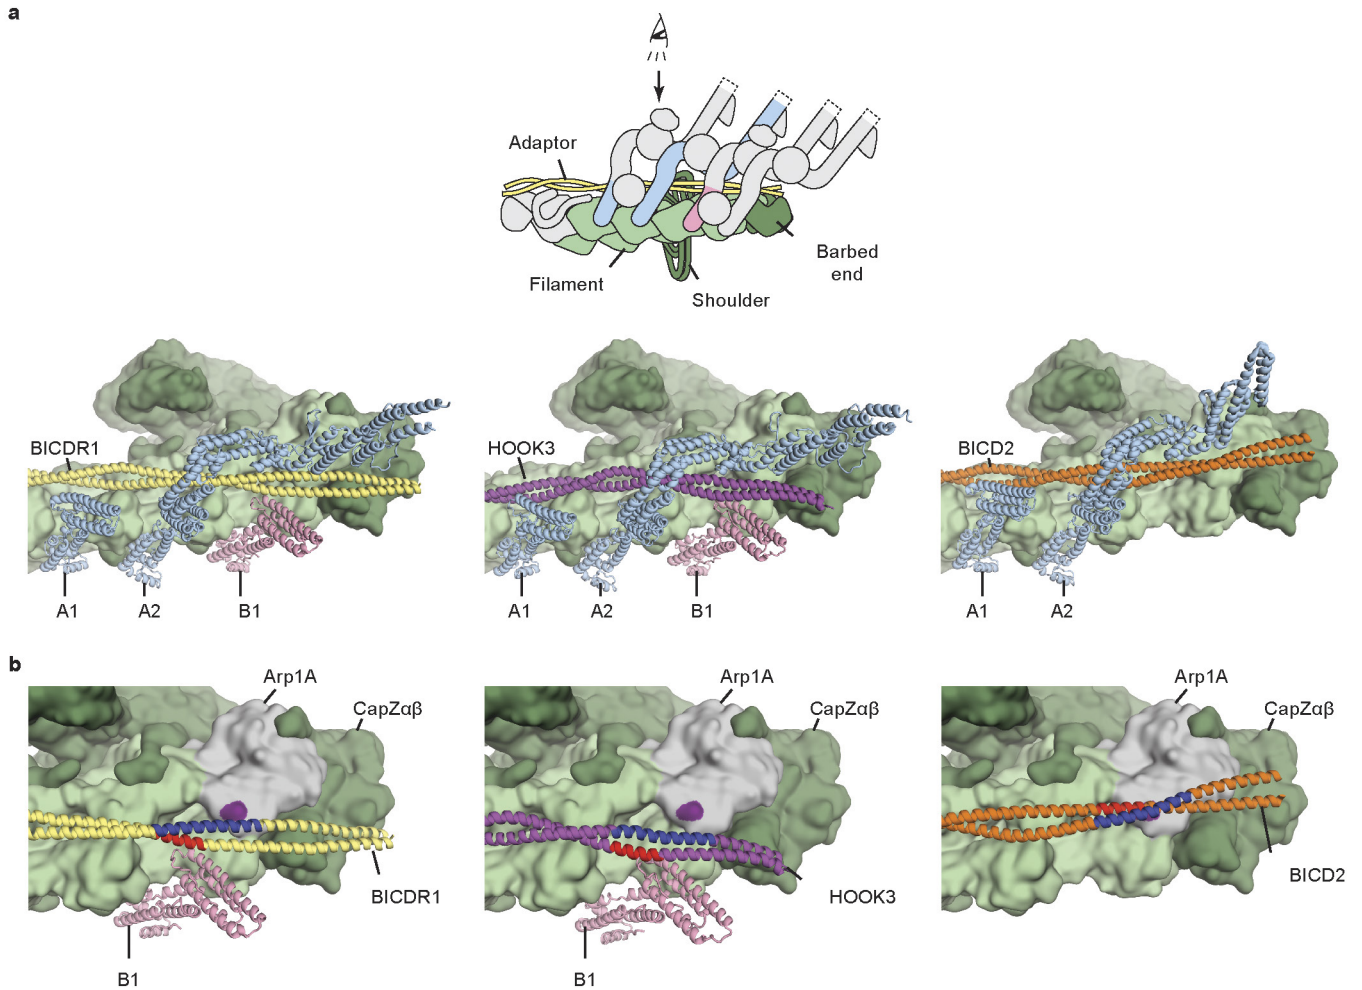 a
Adaptor
Barbed
end
Filament
Shoulder
BICDR1
HOOK3
BICD2
A1
A2
B1
A1
A2
B1
A1
A2
b
Arp1A
CapZαβ
Arp1A
CapZαβ
Arp1A
CapZαβ
BICDR1
HOOK3
BICD2
B1
B1